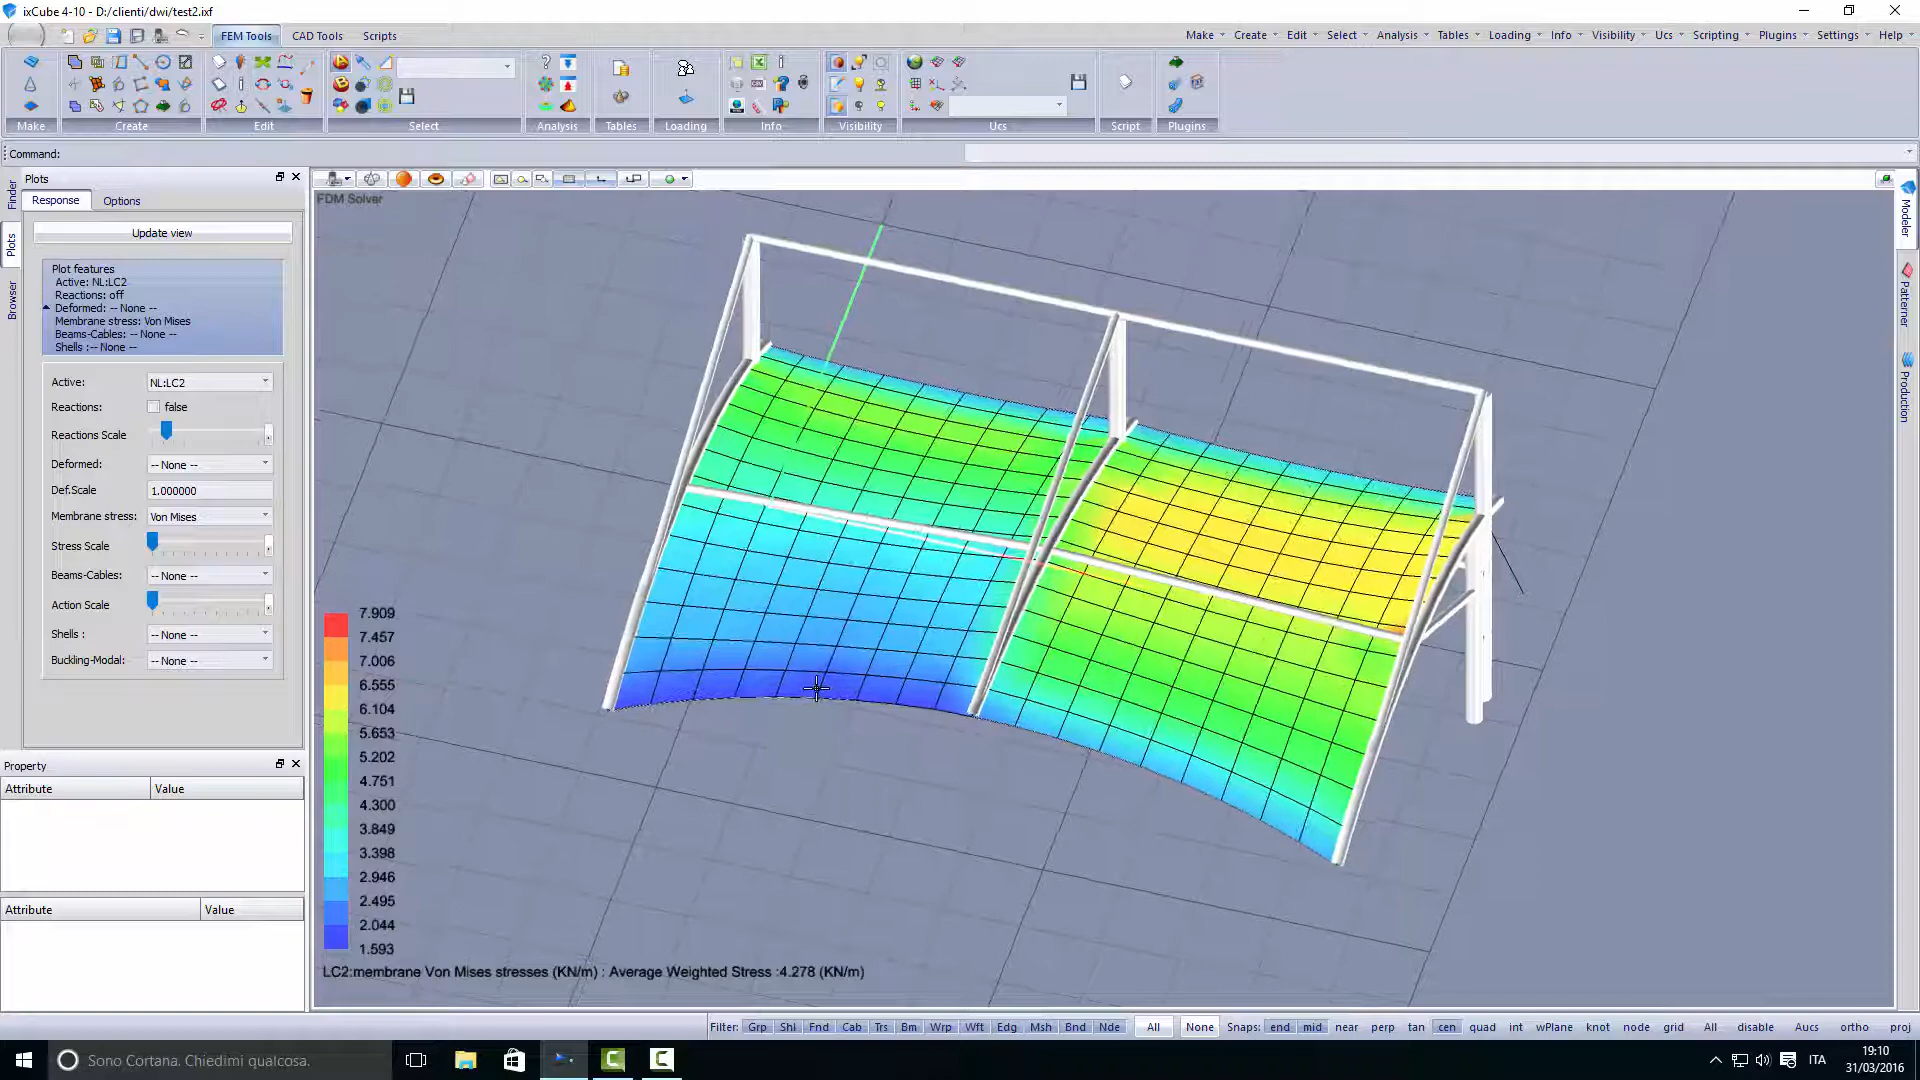 ixCube 4-10 - D:/clienti/dwi/test2.ixf
FEM Tools CAD Tools Scripts
Make Create Edit Select Analysis Tables Loading Info Visibility Ucs Scripting Plugins Settings Help
Make Create Edit Select Analysis Tables Loading Info Visibility Ucs Script Plugins
Command:
Finder
Plots
Browser
Plots
Response Options
Update view
Plot features
Active: NL:LC2
Reactions: off
Deformed: -- None --
Membrane stress: Von Mises
Beams-Cables: -- None --
Shells :-- None --
Active: NL:LC2
Reactions: false
Reactions Scale
Deformed: -- None --
Def.Scale 1.000000
Membrane stress: Von Mises
Stress Scale
Beams-Cables: -- None --
Action Scale
Shells : -- None --
Buckling-Modal: -- None --
Property
Attribute Value
Attribute Value
FDM Solver
7.909
7.457
7.006
6.555
6.104
5.653
5.202
4.751
4.300
3.849
3.398
2.946
2.495
2.044
1.593
LC2:membrane Von Mises stresses (KN/m) : Average Weighted Stress :4.278 (KN/m)
Modeler
Patterner
Production
Filter: Grp Shl Fnd Cab Trs Bm Wrp Wft Edg Msh Bnd Nde All None Snaps: end mid near perp tan cen quad int wPlane knot node grid All disable Aucs ortho proj
Sono Cortana. Chiedimi qualcosa.
ITA
19:10
31/03/2016